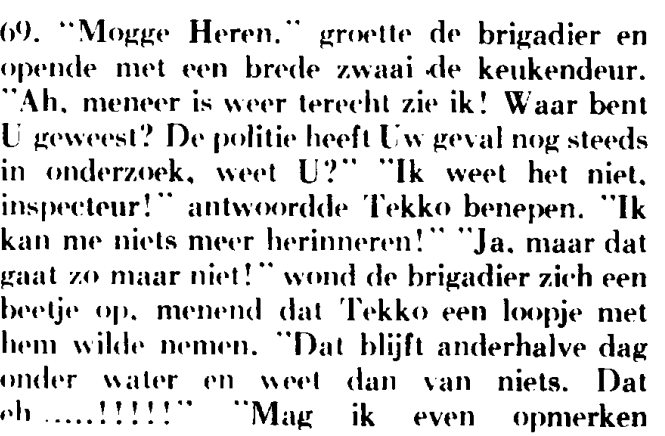 69. "Mogge Heren." groette de brigadier en
opende met een brede zwaai de keukendeur.
"Ah, meneer is weer terecht zie ik! Waar bent
U geweest? De politie heeft Uw geval nog steeds
in onderzoek, weet U?" "Ik weet het niet,
inspecteur!" antwoordde Tekko benepen. "Ik
kan me niets meer herinneren!" "Ja, maar dat
gaat zo maar niet!" wond de brigadier zich een
beetje op, menend dat Tekko een loopje met
hem wilde nemen. "Dat blijft anderhalve dag
onder water en weet dan van niets. Dat
eh .....!!!!!" "Mag ik even opmerken